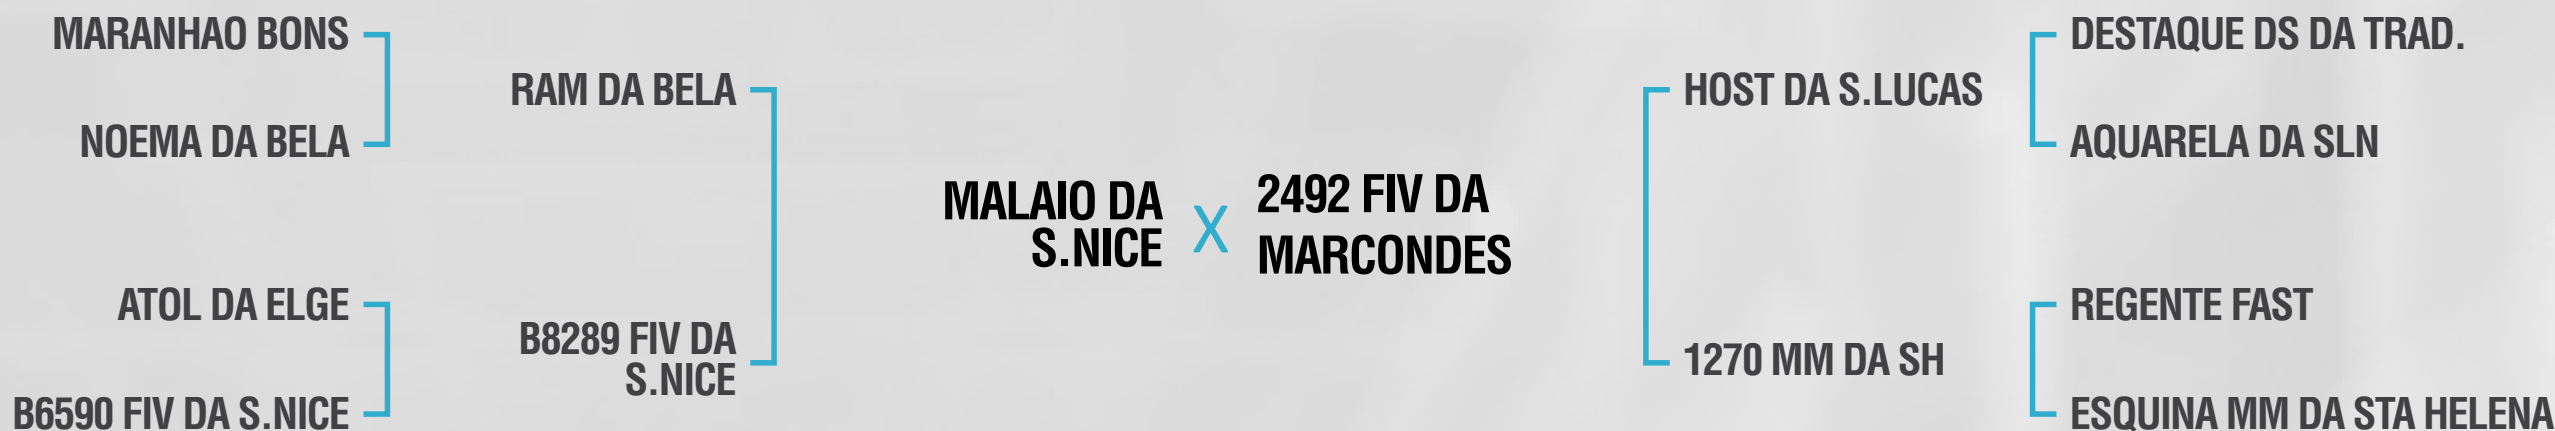 MARANHAO BONS
NOEMA DA BELA
ATOL DA ELGE
B6590 FIV DA S.NICE
RAM DA BELA
B8289 FIV DA
S.NICE
MALAIO DA
S.NICE
X
2492 FIV DA
MARCONDES
HOST DA S.LUCAS
1270 MM DA SH
DESTAQUE DS DA TRAD.
AQUARELA DA SLN
REGENTE FAST
ESQUINA MM DA STA HELENA